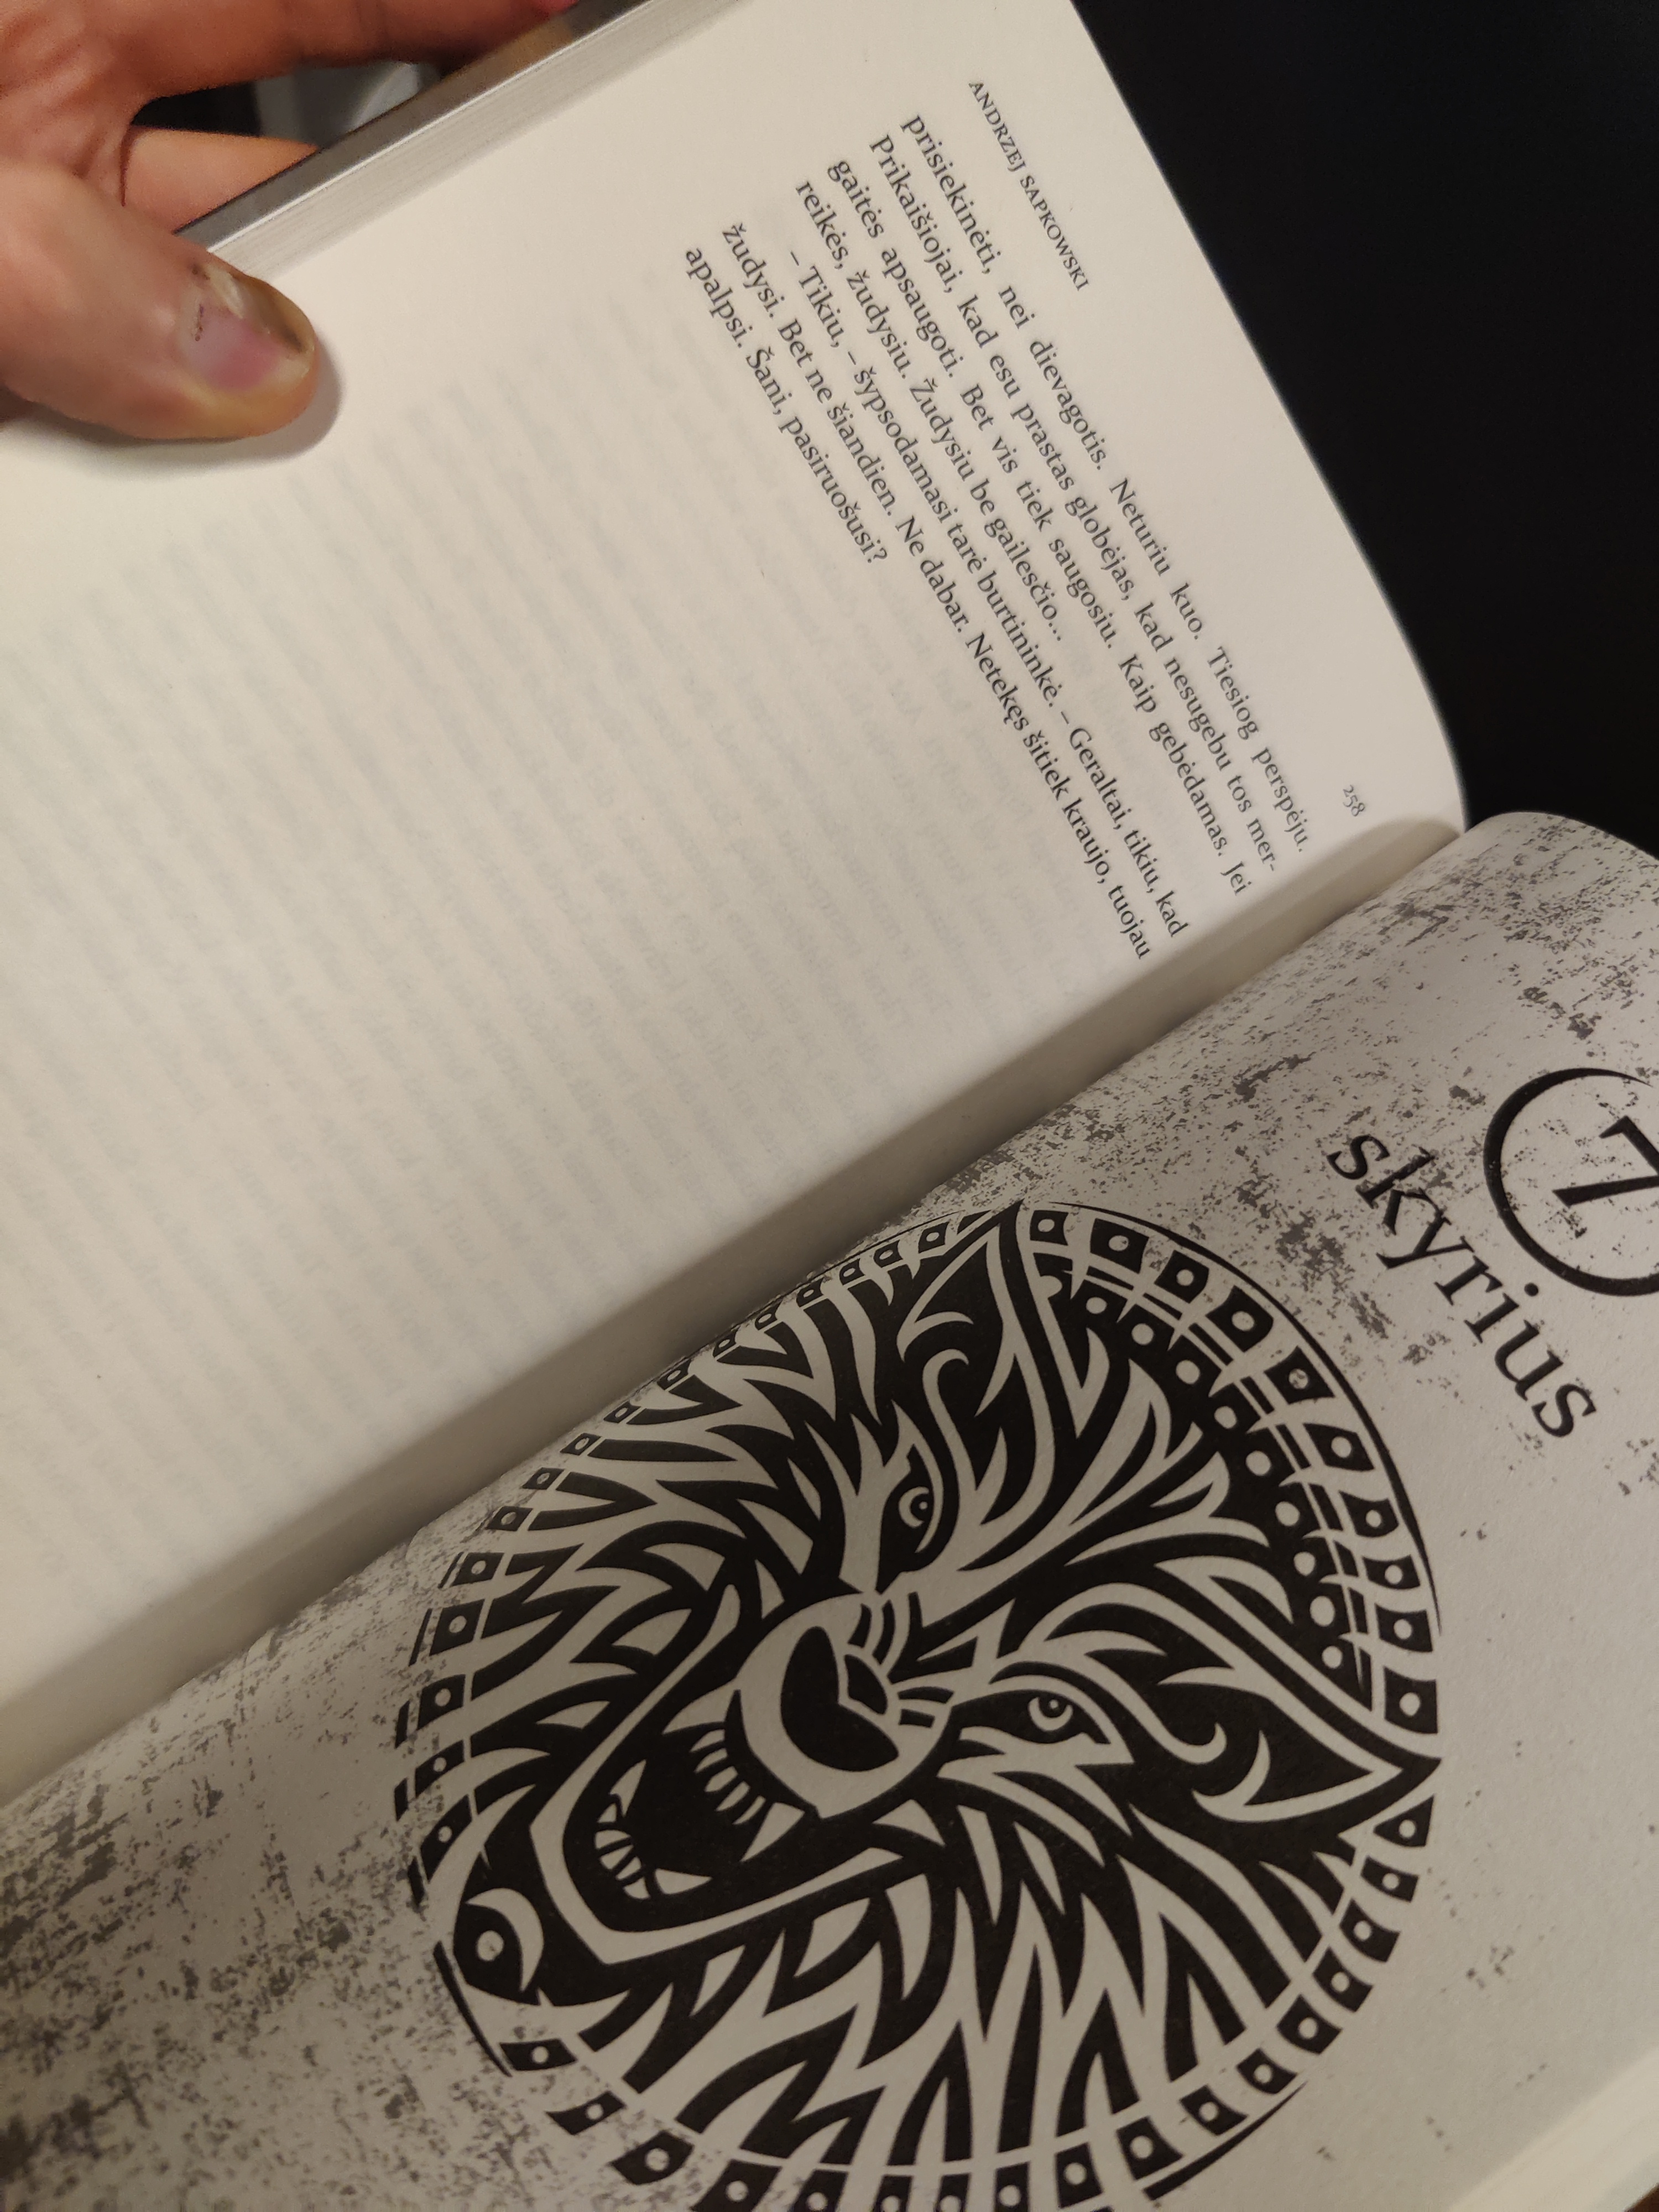 ANDRZEJ SAPKOWSKI
258
prisiekinėti, nei dievagotis. Neturiu kuo. Tiesiog perspėju.
Prikaišiojai, kad esu prastas globėjas, kad nesugebu tos mer-
gaitės apsaugoti. Bet vis tiek saugosiu. Kaip gebėdamas. Jei
reikės, žudysiu. Žudysiu be gailesčio...
– Tikiu, – šypsodamasi tarė burtininkė. – Geraltai, tikiu, kad
žudysi. Bet ne šiandien. Ne dabar. Netekęs šitiek kraujo, tuojau
apalpsi. Šani, pasiruošusi?
7
skyrius